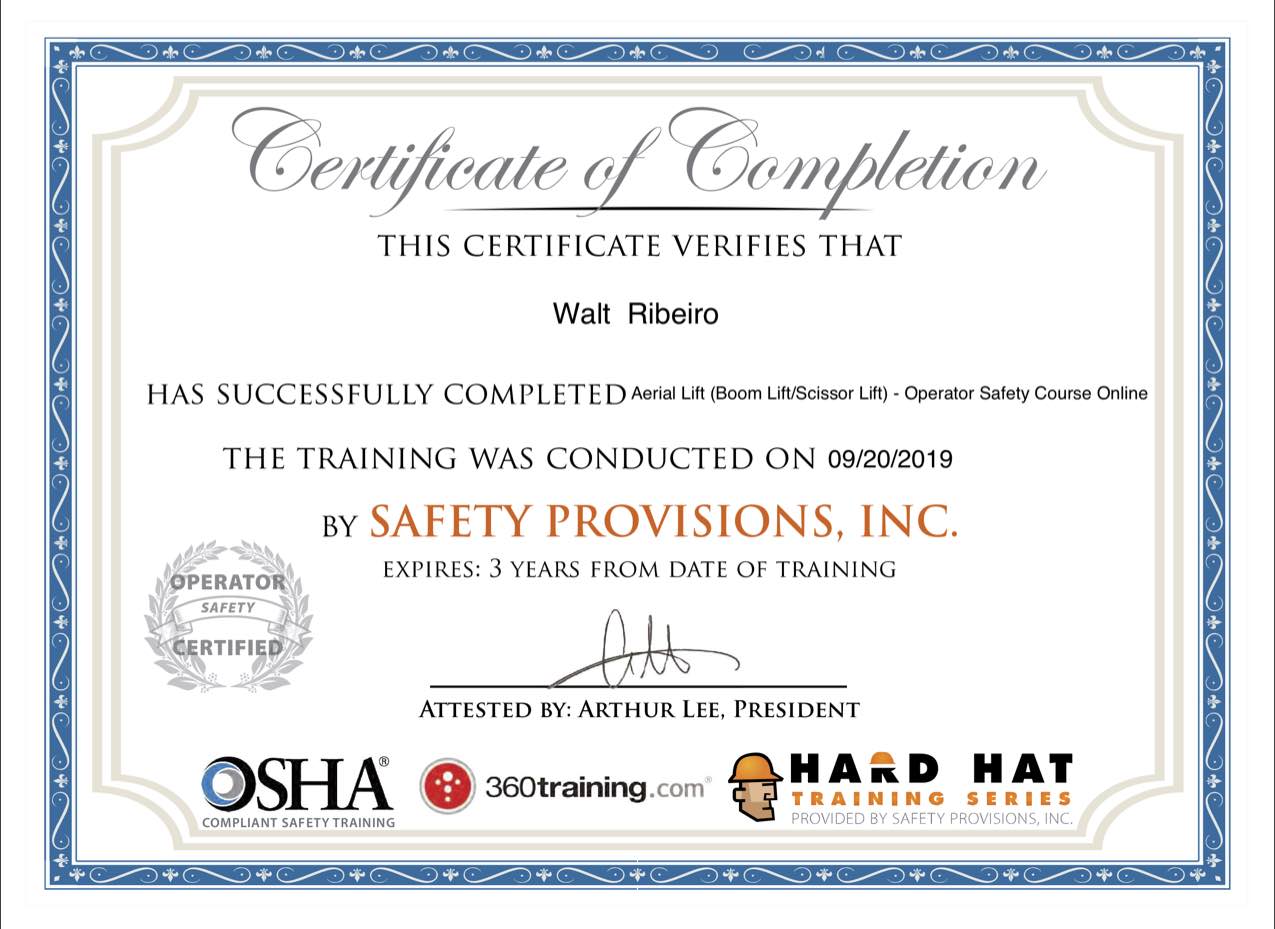 Certificate of Completion
THIS CERTIFICATE VERIFIES THAT
Walt Ribeiro
HAS SUCCESSFULLY COMPLETED Aerial Lift (Boom Lift/Scissor Lift) - Operator Safety Course Online
THE TRAINING WAS CONDUCTED ON 09/20/2019
BY SAFETY PROVISIONS, INC.
EXPIRES: 3 YEARS FROM DATE OF TRAINING
OPERATOR
SAFETY
CERTIFIED
ATTESTED BY: ARTHUR LEE, PRESIDENT
OSHA®
COMPLIANT SAFETY TRAINING
360training.com®
HARD HAT
TRAINING SERIES
PROVIDED BY SAFETY PROVISIONS, INC.